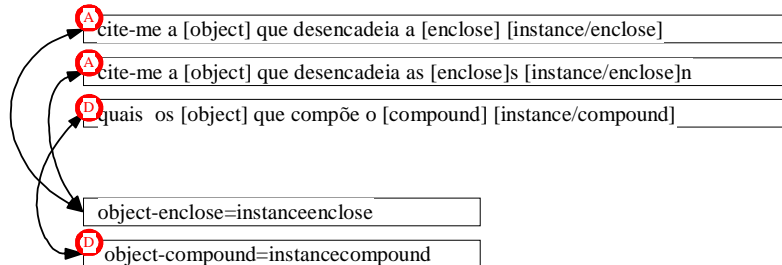 A cite-me a [object] que desencadeia a [enclose] [instance/enclose]
A cite-me a [object] que desencadeia as [enclose]s [instance/enclose]n
D quais os [object] que compõe o [compound] [instance/compound]
object-enclose=instanceenclose
D object-compound=instancecompound